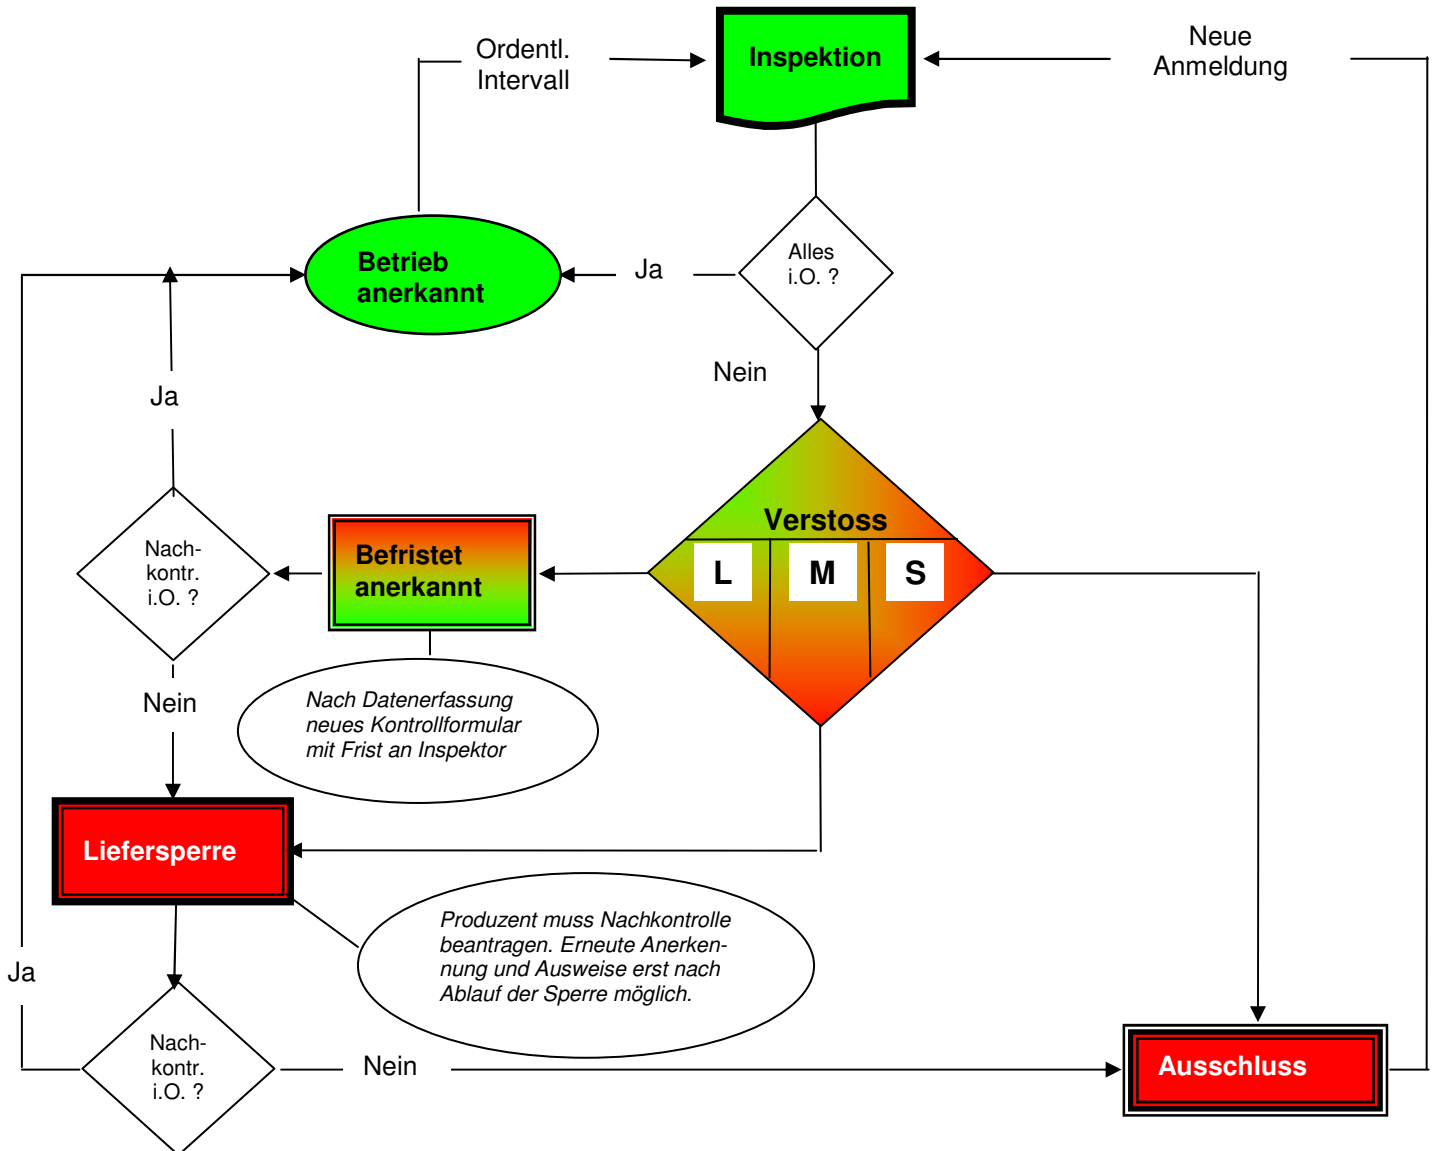 Ordentl.
Intervall
Inspektion
Neue
Anmeldung
Betrieb
anerkannt
Ja
Alles
i.O. ?
Nein
Ja
Verstoss
L M S
Befristet
anerkannt
Nach-
kontr.
i.O. ?
Nein
Nach Datenerfassung
neues Kontrollformular
mit Frist an Inspektor
Liefersperre
Produzent muss Nachkontrolle
beantragen. Erneute Anerken-
nung und Ausweise erst nach
Ablauf der Sperre möglich.
Ja
Nach-
kontr.
i.O. ?
Nein
Ausschluss